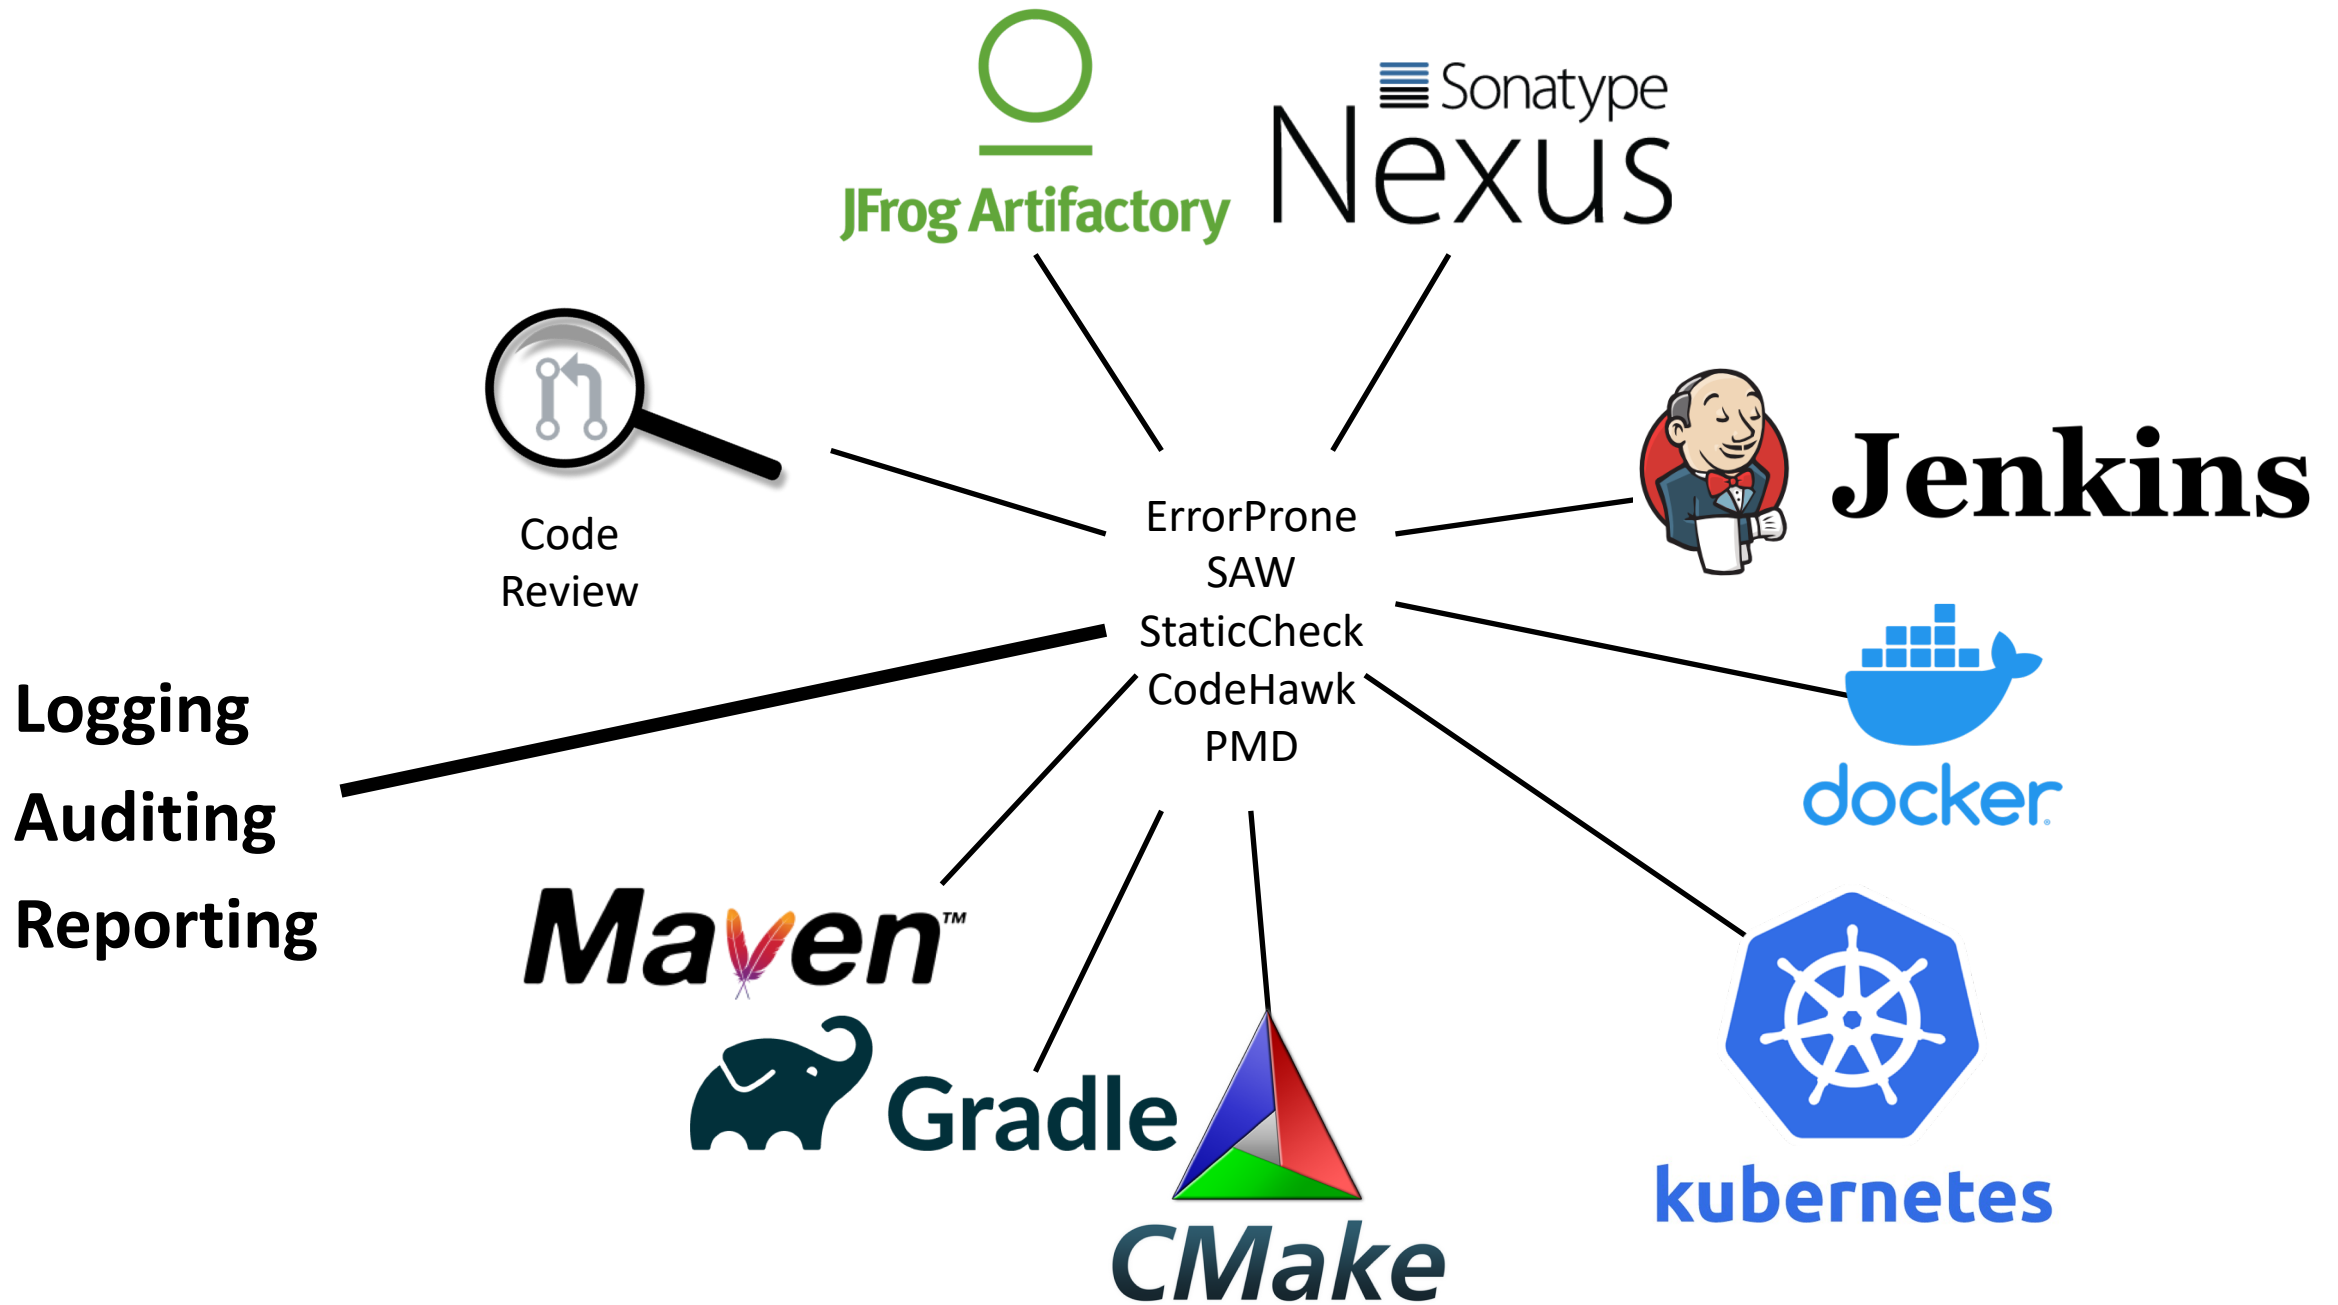 JFrog Artifactory
Sonatype
Nexus
Code
Review
Jenkins
ErrorProne
SAW
StaticCheck
CodeHawk
PMD
docker
Logging
Auditing
Reporting
Maven™
Gradle
CMake
kubernetes